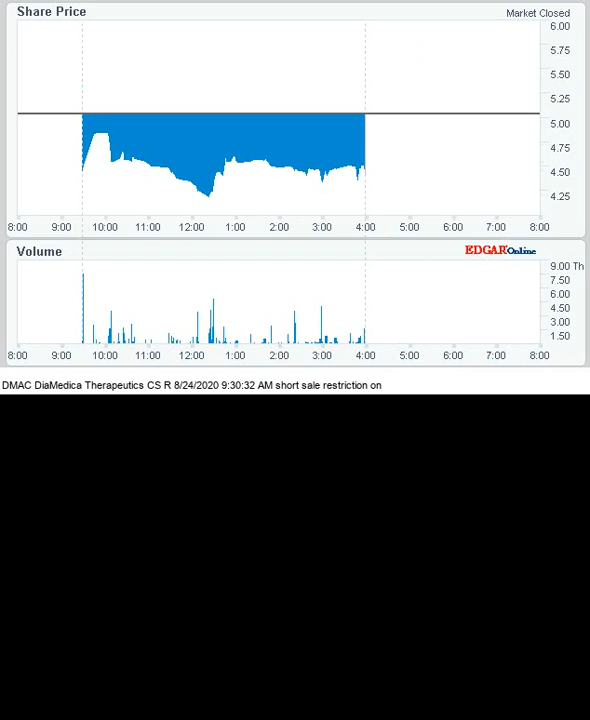 Share Price
Market Closed
6.00
5.75
5.50
5.25
5.00
4.75
4.50
4.25
8:00 9:00 10:00 11:00 12:00 1:00 2:00 3:00 4:00 5:00 6:00 7:00 8:00
Volume
EDGAROnline
9.00 Th
7.50
6.00
4.50
3.00
1.50
8:00 9:00 10:00 11:00 12:00 1:00 2:00 3:00 4:00 5:00 6:00 7:00 8:00
DMAC DiaMedica Therapeutics CS R 8/24/2020 9:30:32 AM short sale restriction on